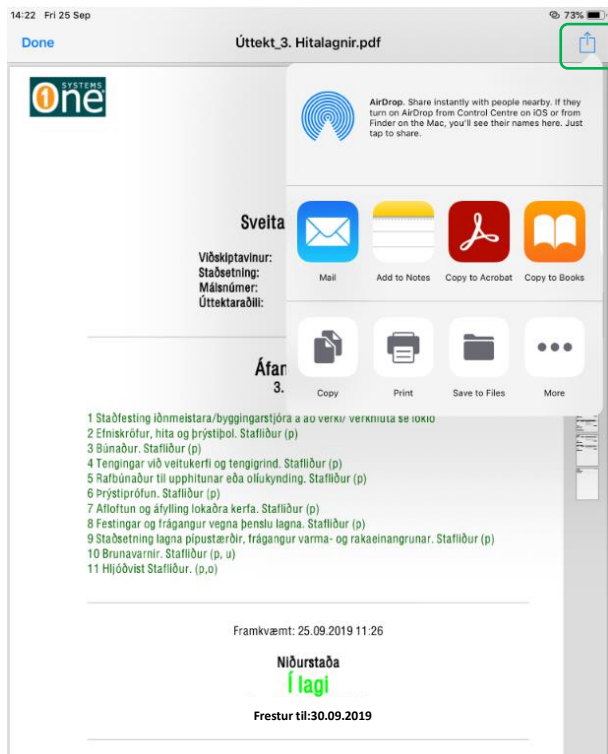 14:22 Fri 25 Sep
73%
Done
Úttekt_3. Hitalagnir.pdf
One
SYSTEMS
AirDrop. Share instantly with people nearby. If they
turn on AirDrop from Control Centre on iOS or from
Finder on the Mac, you'll see their names here. Just
tap to share.
Sveita
Viðskiptavinur:
Staðsetning:
Málsnúmer:
Úttektaraðili:
Mail
Add to Notes
Copy to Acrobat
Copy to Books
Áfan
3.
Copy
Print
Save to Files
More
1 Staðfesting iðnmeistara/byggingarstjóra á að verki/ verkhluta sé lokið
2 Efniskröfur, hita og þrýstiþol. Stafliður (p)
3 Búnaður. Stafliður (p)
4 Tengingar við veitukerfi og tengigrind. Stafliður (p)
5 Rafbúnaður til upphitunar eða olíukynding. Stafliður (p)
6 Þrýstiprófun. Stafliður (p)
7 Afloftun og áfylling lokaðra kerfa. Stafliður (p)
8 Festingar og frágangur vegna þenslu lagna. Stafliður (p)
9 Staðsetning lagna pípustærðir, frágangur varma- og rakaeinangrunar. Stafliður (p)
10 Brunavarnir. Stafliður (p, u)
11 Hljóðvist Stafliður. (p,o)
Framkvæmt: 25.09.2019 11:26
Niðurstaða
Í lagi
Frestur til:30.09.2019